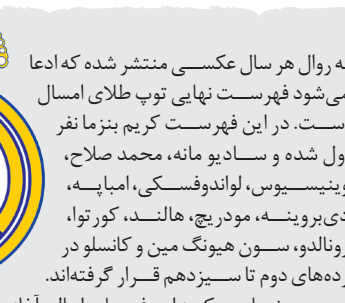 ه روال هر سال عکسی منتشر شده که ادعا
می‌شود فهرست نهایی توپ طلای امسال
است. در این فهرست کریم بنزما نفر
ول شده و سادیو مانه، محمد صلاح،
وینیسیوس، لواندوفسکی، امباپه،
دی‌بروینه، مودریچ، هالند، کورتوا،
رونالدو، سون هیونگ مین و کانسلو در
رده‌های دوم تا سیزدهم قرار گرفته‌اند.